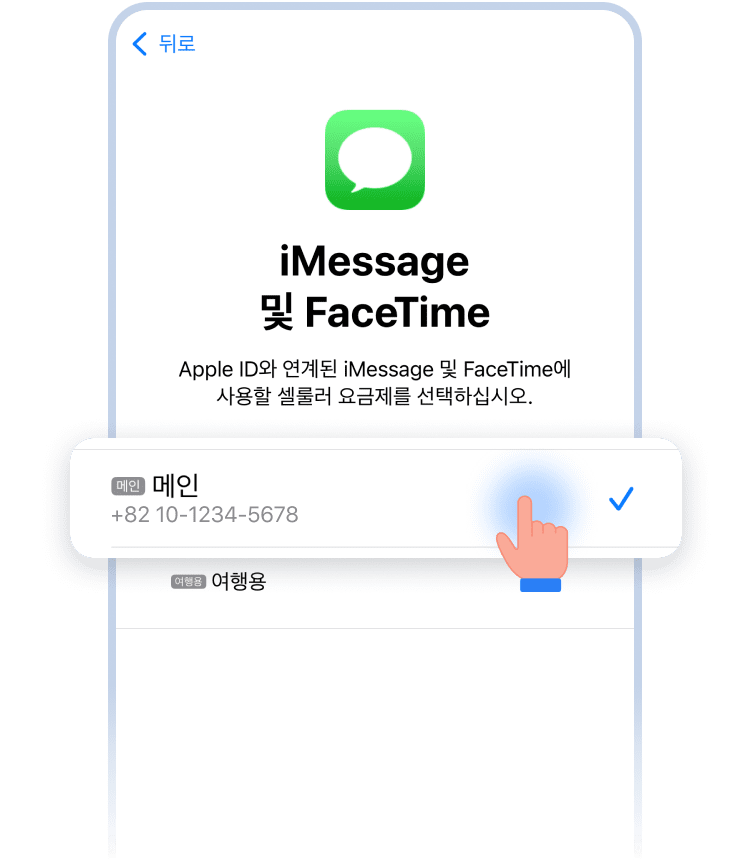 뒤로
iMessage
및 FaceTime
Apple ID와 연계된 iMessage 및 FaceTime에
사용할 셀룰러 요금제를 선택하십시오.
메인 메인
+82 10-1234-5678
여행용 여행용